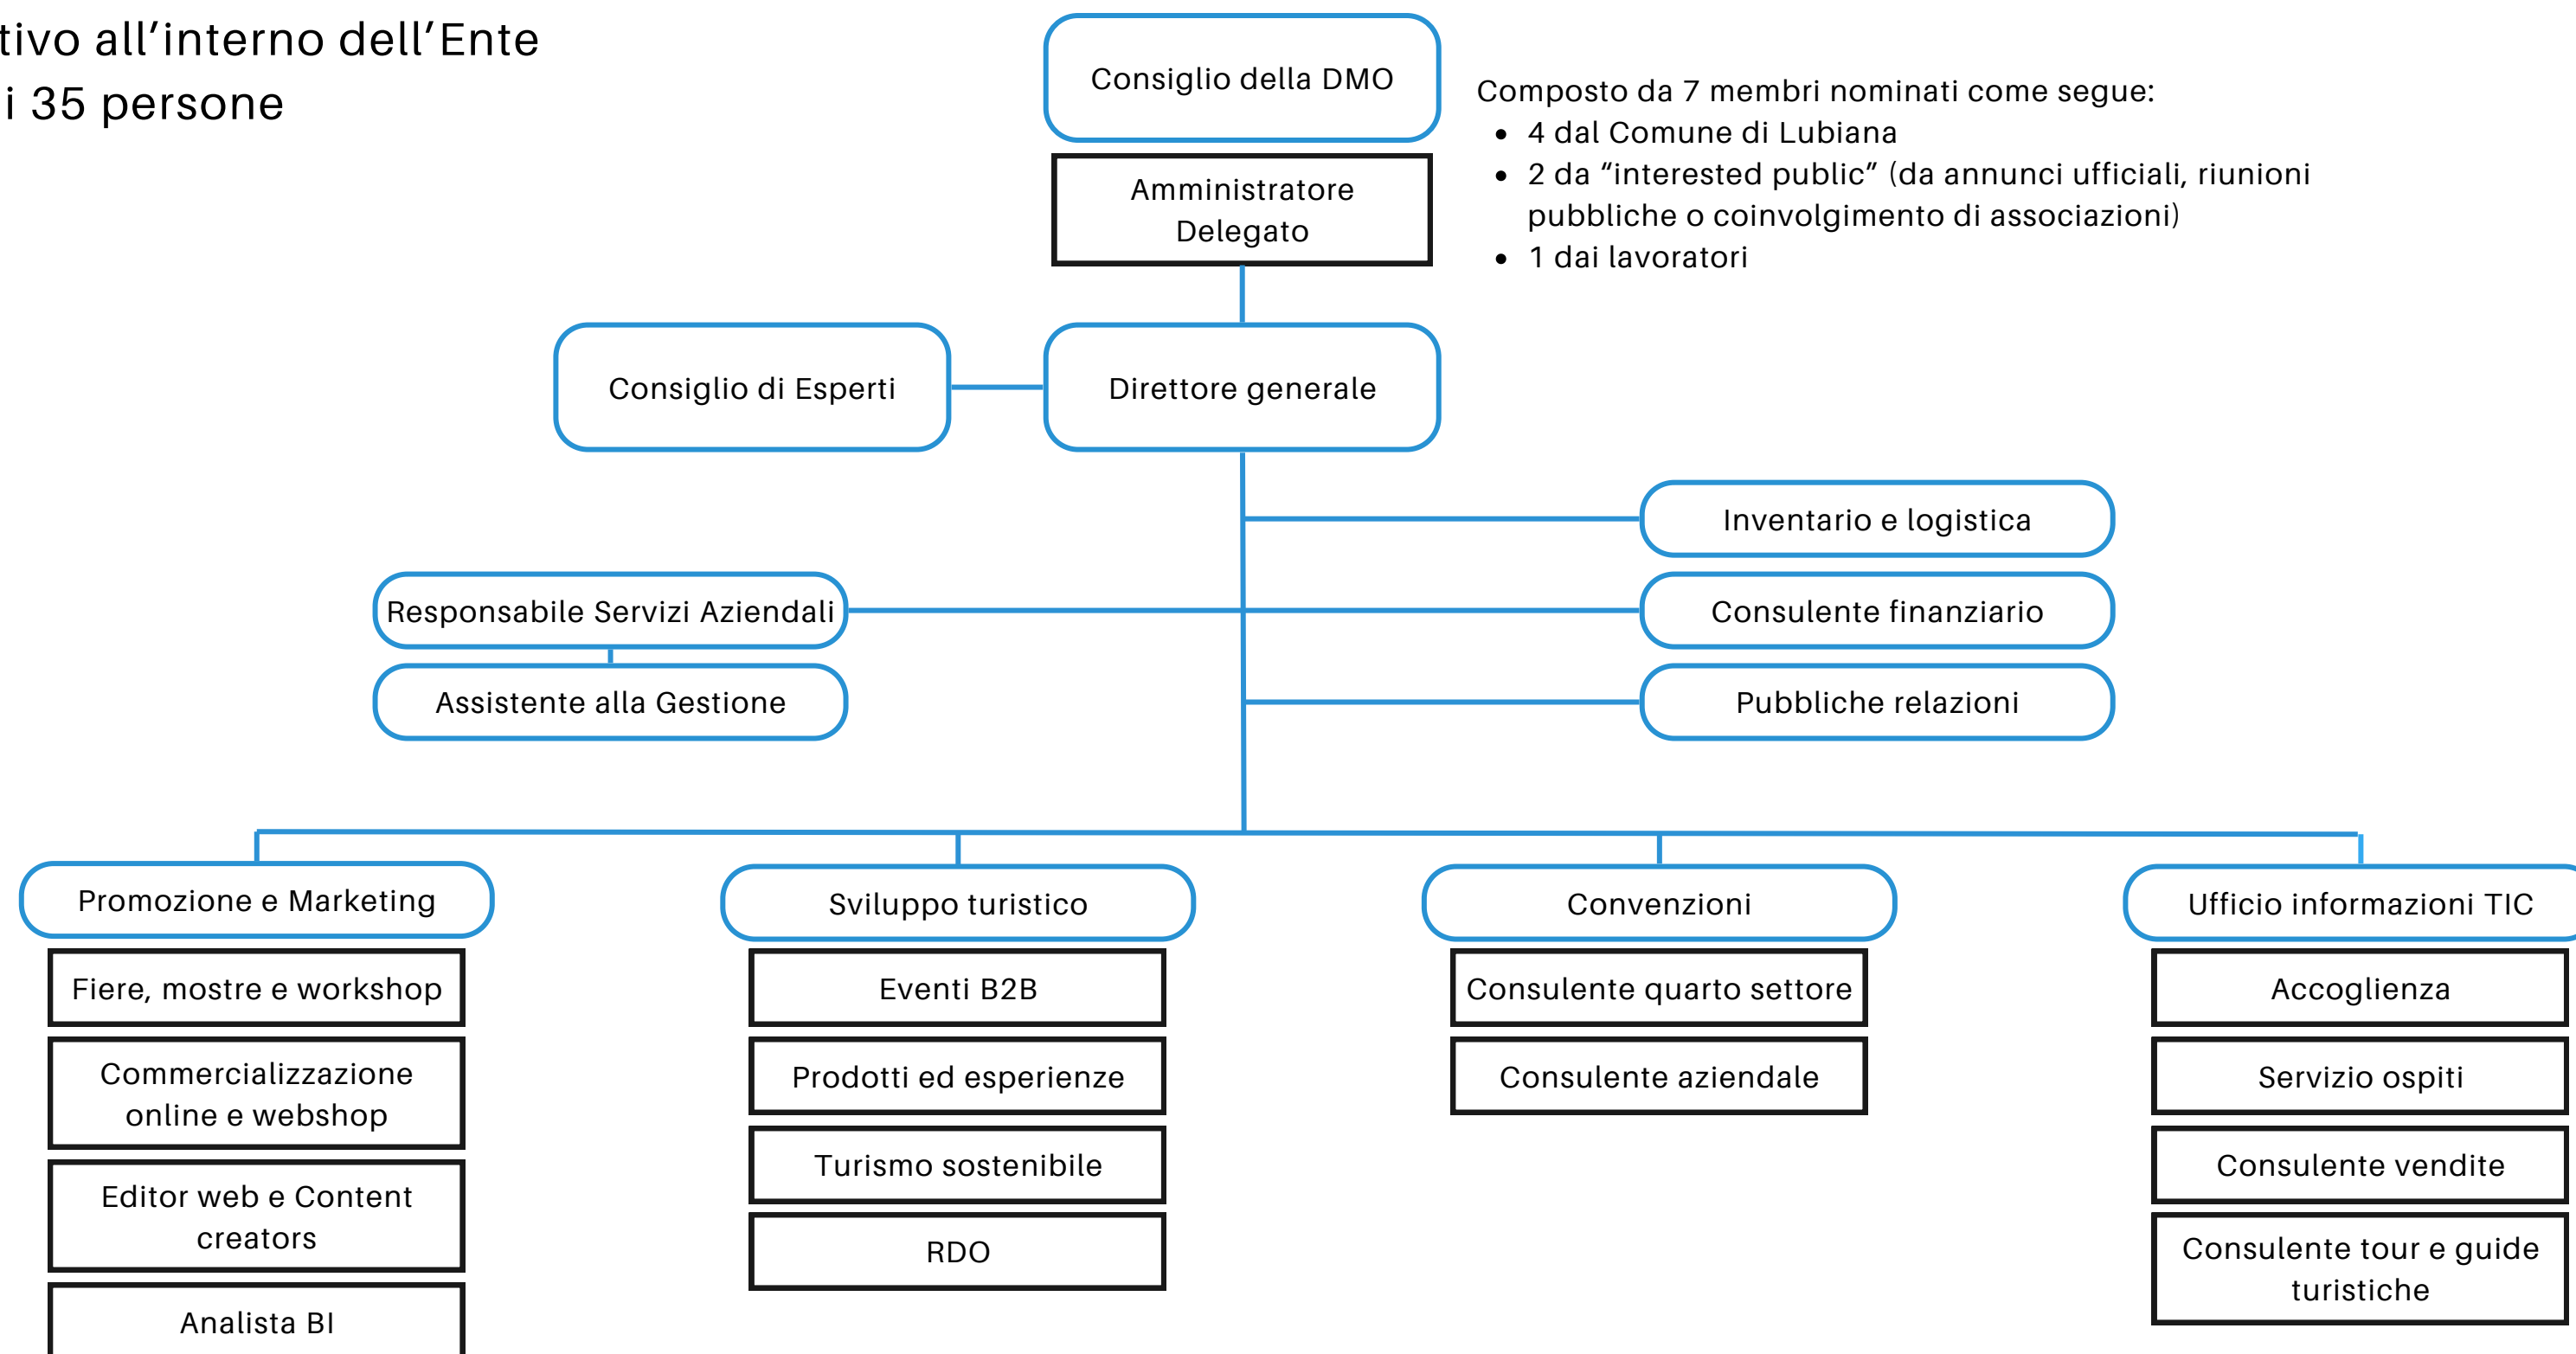 tivo all’interno dell’Ente
i 35 persone
Consiglio della DMO
Amministratore
Delegato
Composto da 7 membri nominati come segue:
• 4 dal Comune di Lubiana
• 2 da “interested public” (da annunci ufficiali, riunioni
pubbliche o coinvolgimento di associazioni)
• 1 dai lavoratori
Consiglio di Esperti
Direttore generale
Inventario e logistica
Responsabile Servizi Aziendali
Consulente finanziario
Assistente alla Gestione
Pubbliche relazioni
Promozione e Marketing
Fiere, mostre e workshop
Commercializzazione
online e webshop
Editor web e Content
creators
Analista BI
Sviluppo turistico
Eventi B2B
Prodotti ed esperienze
Turismo sostenibile
RDO
Convenzioni
Consulente quarto settore
Consulente aziendale
Ufficio informazioni TIC
Accoglienza
Servizio ospiti
Consulente vendite
Consulente tour e guide
turistiche